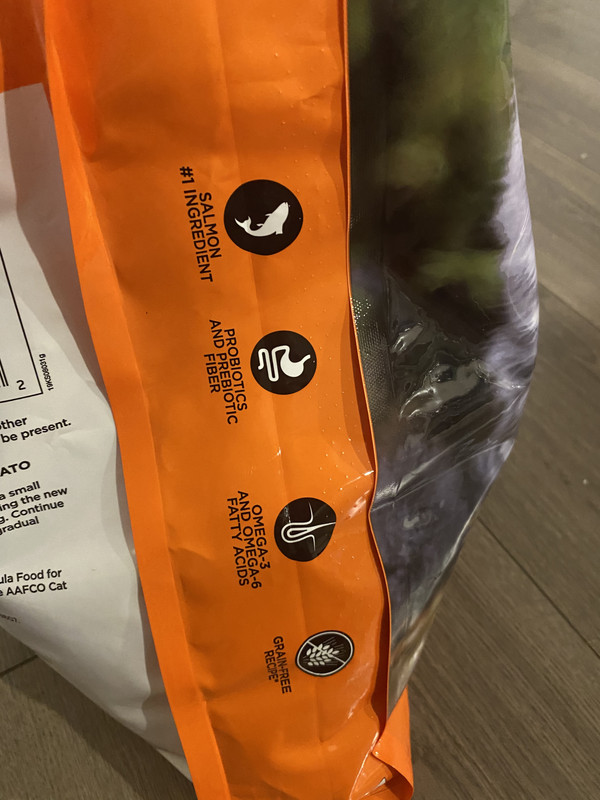 SALMON
#1 INGREDIENT
PROBIOTICS
AND PREBIOTIC
FIBER
OMEGA-3
AND OMEGA-6
FATTY ACIDS
GRAIN-FREE
RECIPE*
2
19KS08031g
other
be present.
ATO
a small
ing the new
g. Continue
gradual
ula Food for
e AAFCO Cat